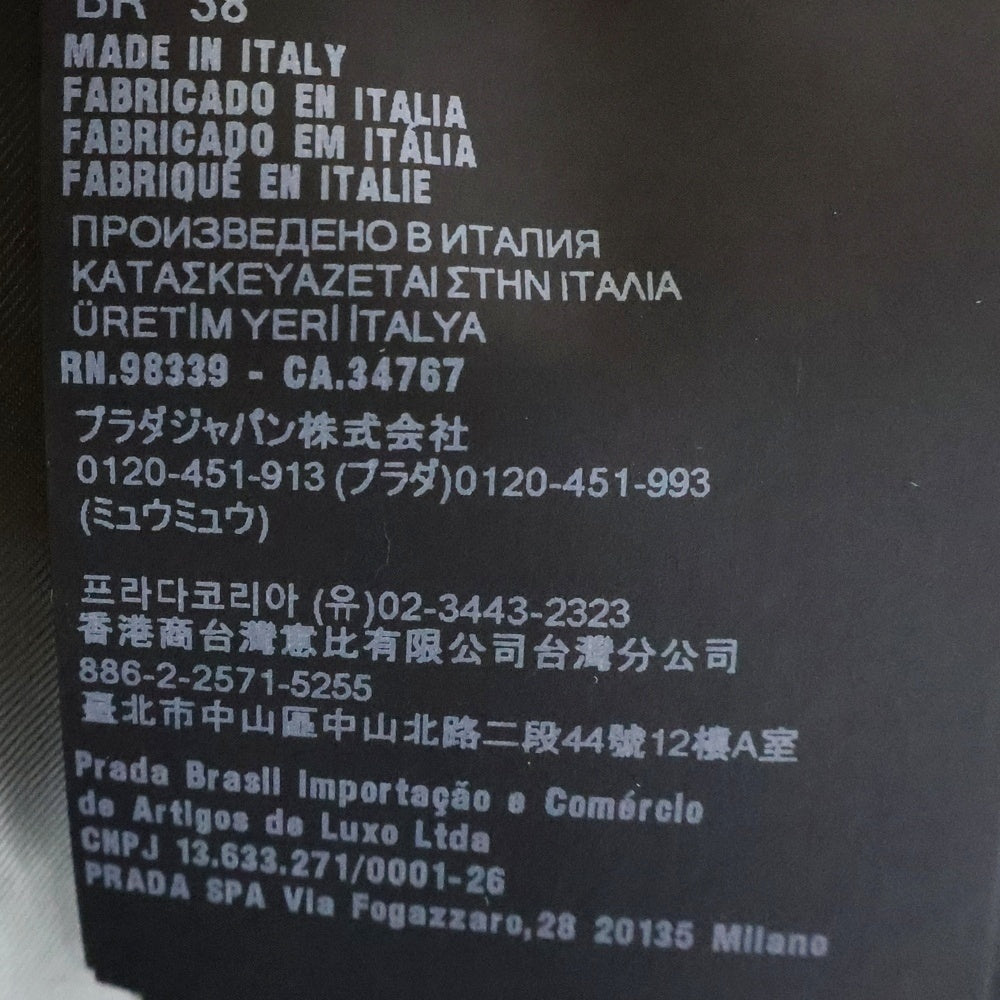 BR 38
MADE IN ITALY
FABRICADO EN ITALIA
FABRICADO EM ITÁLIA
FABRIQUÉ EN ITALIE
ПРОИЗВЕДЕНО В ИТАЛИЯ
ΚΑΤΑΣΚΕΥΑΖΕΤΑΙ ΣΤΗΝ ΙΤΑΛΙΑ
ÜRETİM YERİ İTALYA
RN.98339 - CA.34767
プラダジャパン株式会社
0120-451-913 (プラダ)0120-451-993
(ミュウミュウ)
프라다코리아 (유)02-3443-2323
香港商台灣惠比有限公司台灣分公司
886-2-2571-5255
臺北市中山區中山北路二段44號12樓A室
Prada Brasil Importação e Comércio
de Artigos de Luxo Ltda
CNPJ 13.633.271/0001-26
PRADA SPA Via Fogazzaro,28 20135 Milano